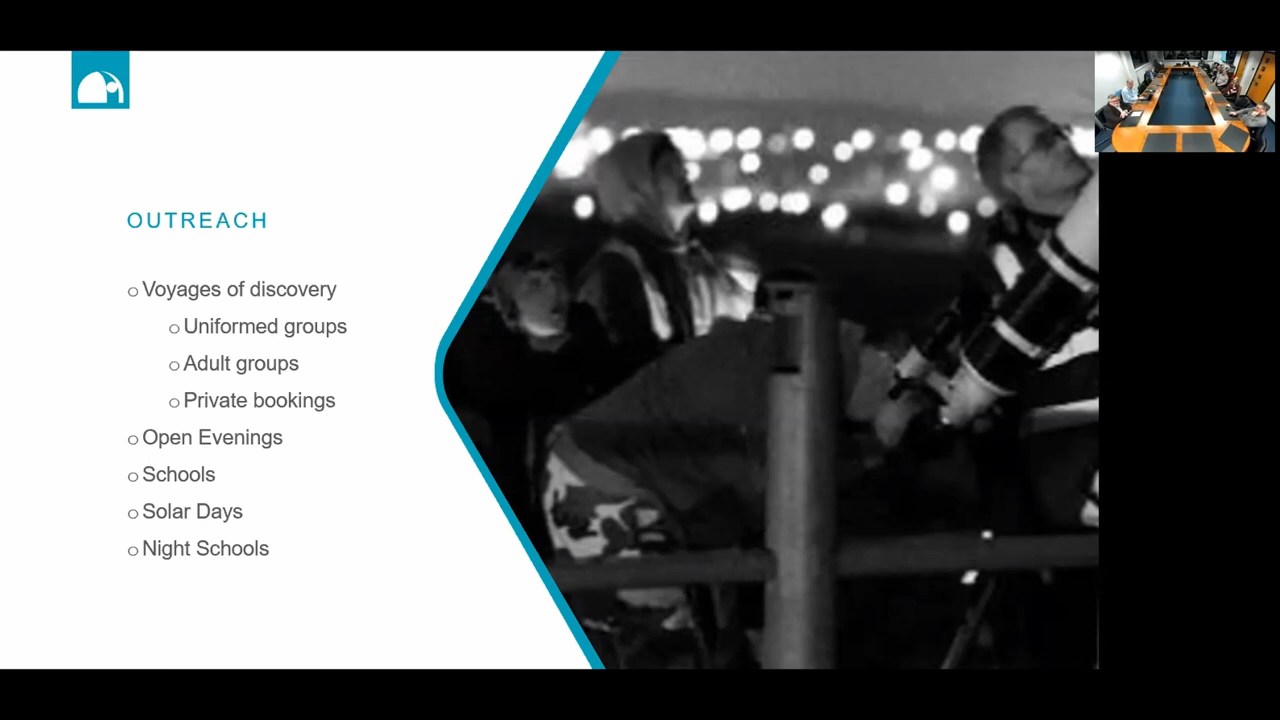 OUTREACH
Voyages of discovery
Uniformed groups
Adult groups
Private bookings
Open Evenings
Schools
Solar Days
Night Schools